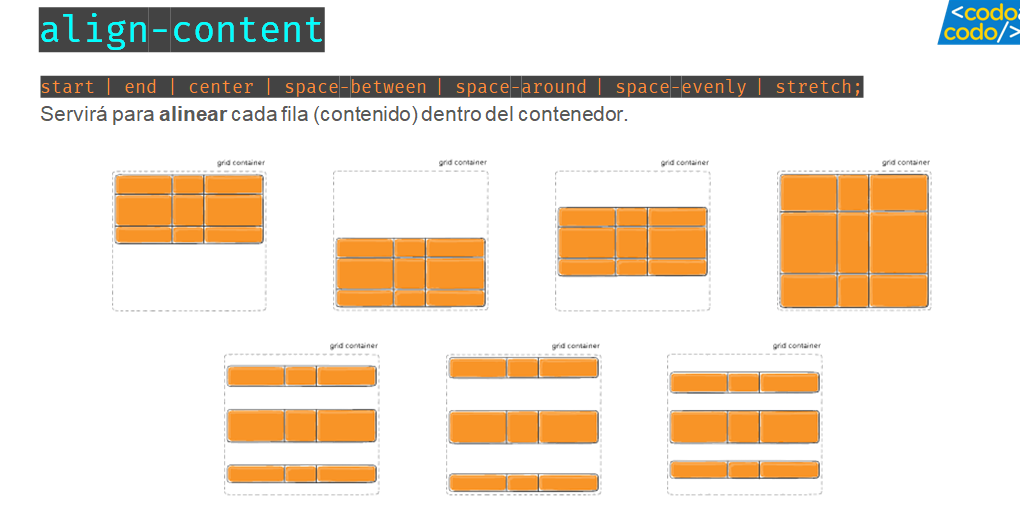 align-content
<codoa
codo/>
start | end | center | space-between | space-around | space-evenly | stretch;
Servirá para alinear cada fila (contenido) dentro del contenedor.
grid container
grid container
grid container
grid container
grid container
grid container
grid container